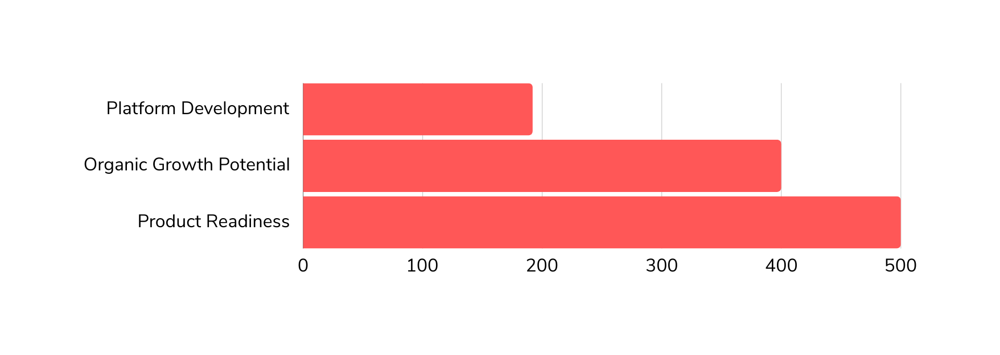 Platform Development
Organic Growth Potential
Product Readiness
0 100 200 300 400 500